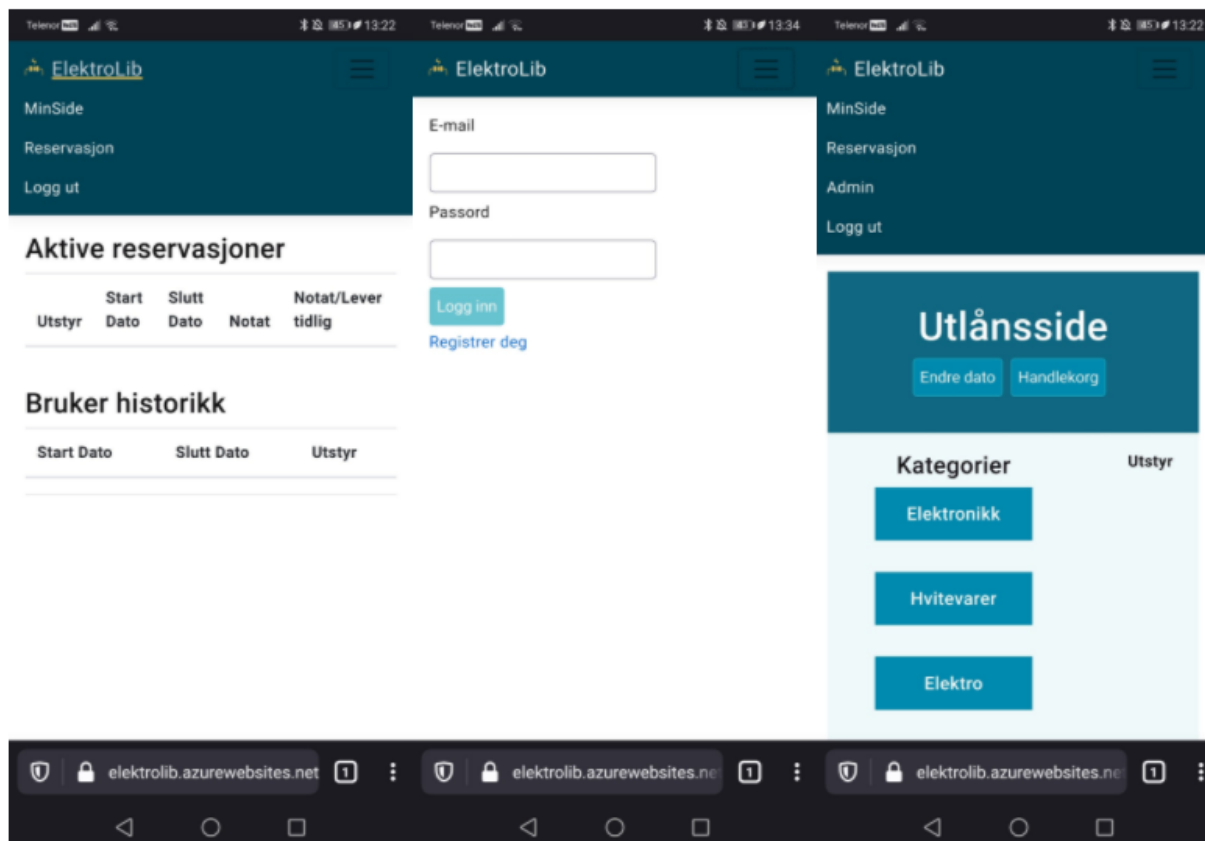 Telenor 13:22
ElektroLib
MinSide
Reservasjon
Logg ut
Aktive reservasjoner
Utstyr Start Dato Slutt Dato Notat Notat/Lever tidlig
Bruker historikk
Start Dato Slutt Dato Utstyr
elektrolib.azurewebsites.net 1
Telenor 13:34
ElektroLib
E-mail
Passord
Logg inn
Registrer deg
elektrolib.azurewebsites.ne 1
Telenor 13:22
ElektroLib
MinSide
Reservasjon
Admin
Logg ut
Utlånsside
Endre dato Handlekorg
Kategorier Utstyr
Elektronikk
Hvitevarer
Elektro
elektrolib.azurewebsites.ne 1